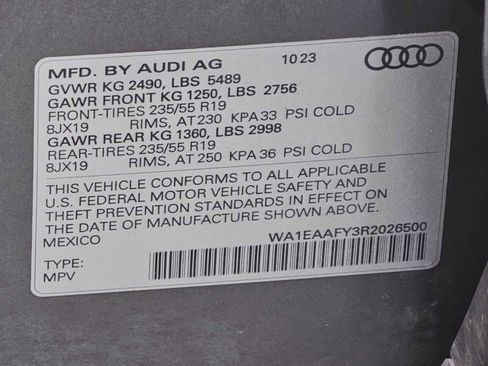 MFD. BY AUDI AG 10 23
GVWR KG 2490, LBS 5489
GAWR FRONT KG 1250, LBS 2756
FRONT-TIRES 235/55 R19
8JX19 RIMS, AT 230 KPA 33 PSI COLD
GAWR REAR KG 1360, LBS 2998
REAR-TIRES 235/55 R19
8JX19 RIMS, AT 250 KPA 36 PSI COLD
THIS VEHICLE CONFORMS TO ALL APPLICABLE
U.S. FEDERAL MOTOR VEHICLE SAFETY AND
THEFT PREVENTION STANDARDS IN EFFECT ON
THE DATE OF MANUFACTURE SHOWN ABOVE.
MEXICO WA1EAAFY3R2026500
TYPE:
MPV